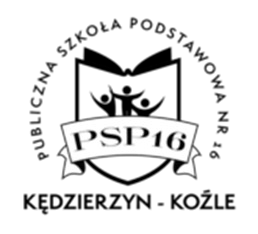 PUBLICZNA SZKOŁA PODSTAWOWA NR 16
PSP16
KĘDZIERZYN - KOŹLE